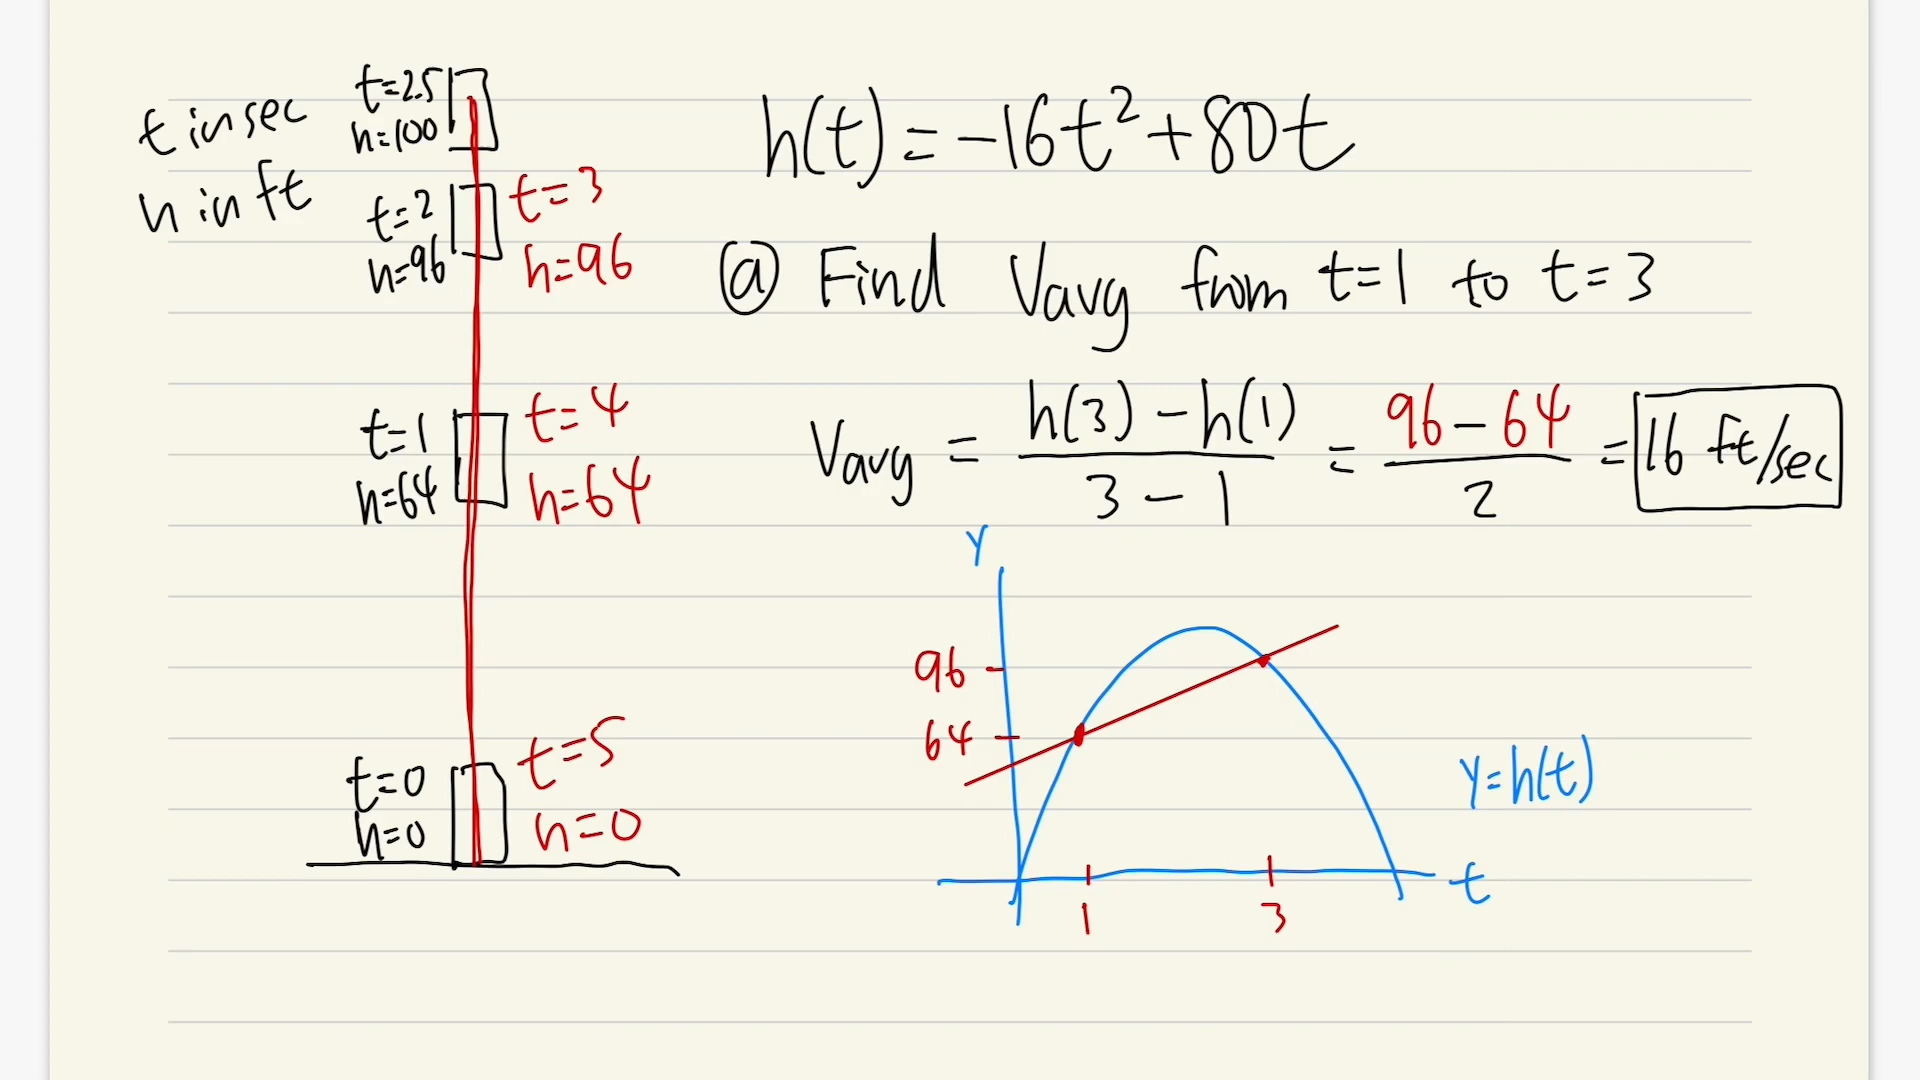 t in sec
h in ft
t=2.5
h=100
t=2
h=96
t=3
h=96
t=1
h=64
t=4
h=64
t=0
h=0
t=5
h=0
h(t)=-16t²+80t
ⓐ Find Vavg from t=1 to t=3
Vavg = h(3)-h(1) / 3-1 = 96-64 / 2 = 16 ft/sec
y
96
64
1
3
t
y=h(t)